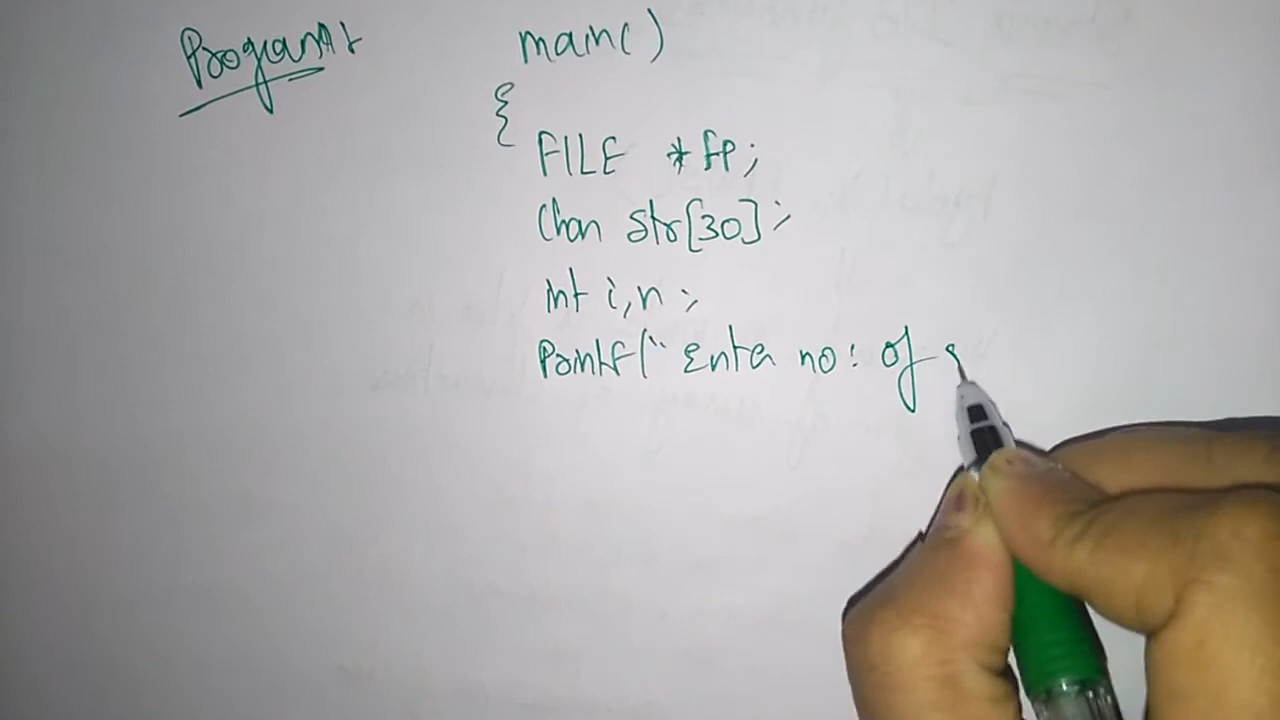 Program main()
{
FILE *fp;
Char str[30];
int i,n;
Printf(" Enter no: of s